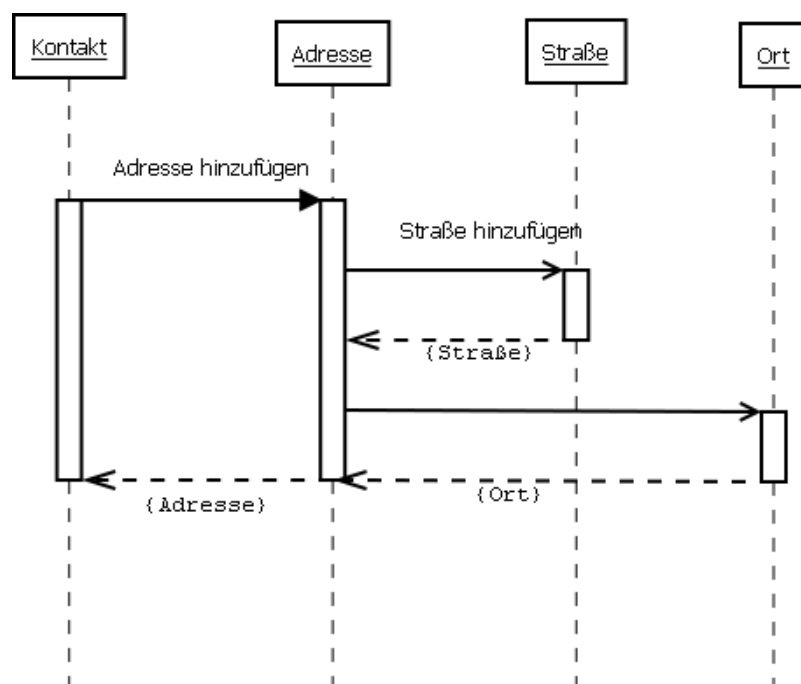 Kontakt
Adresse
Straße
Ort
Adresse hinzufügen
Straße hinzufügen
{Straße}
{Adresse}
{Ort}